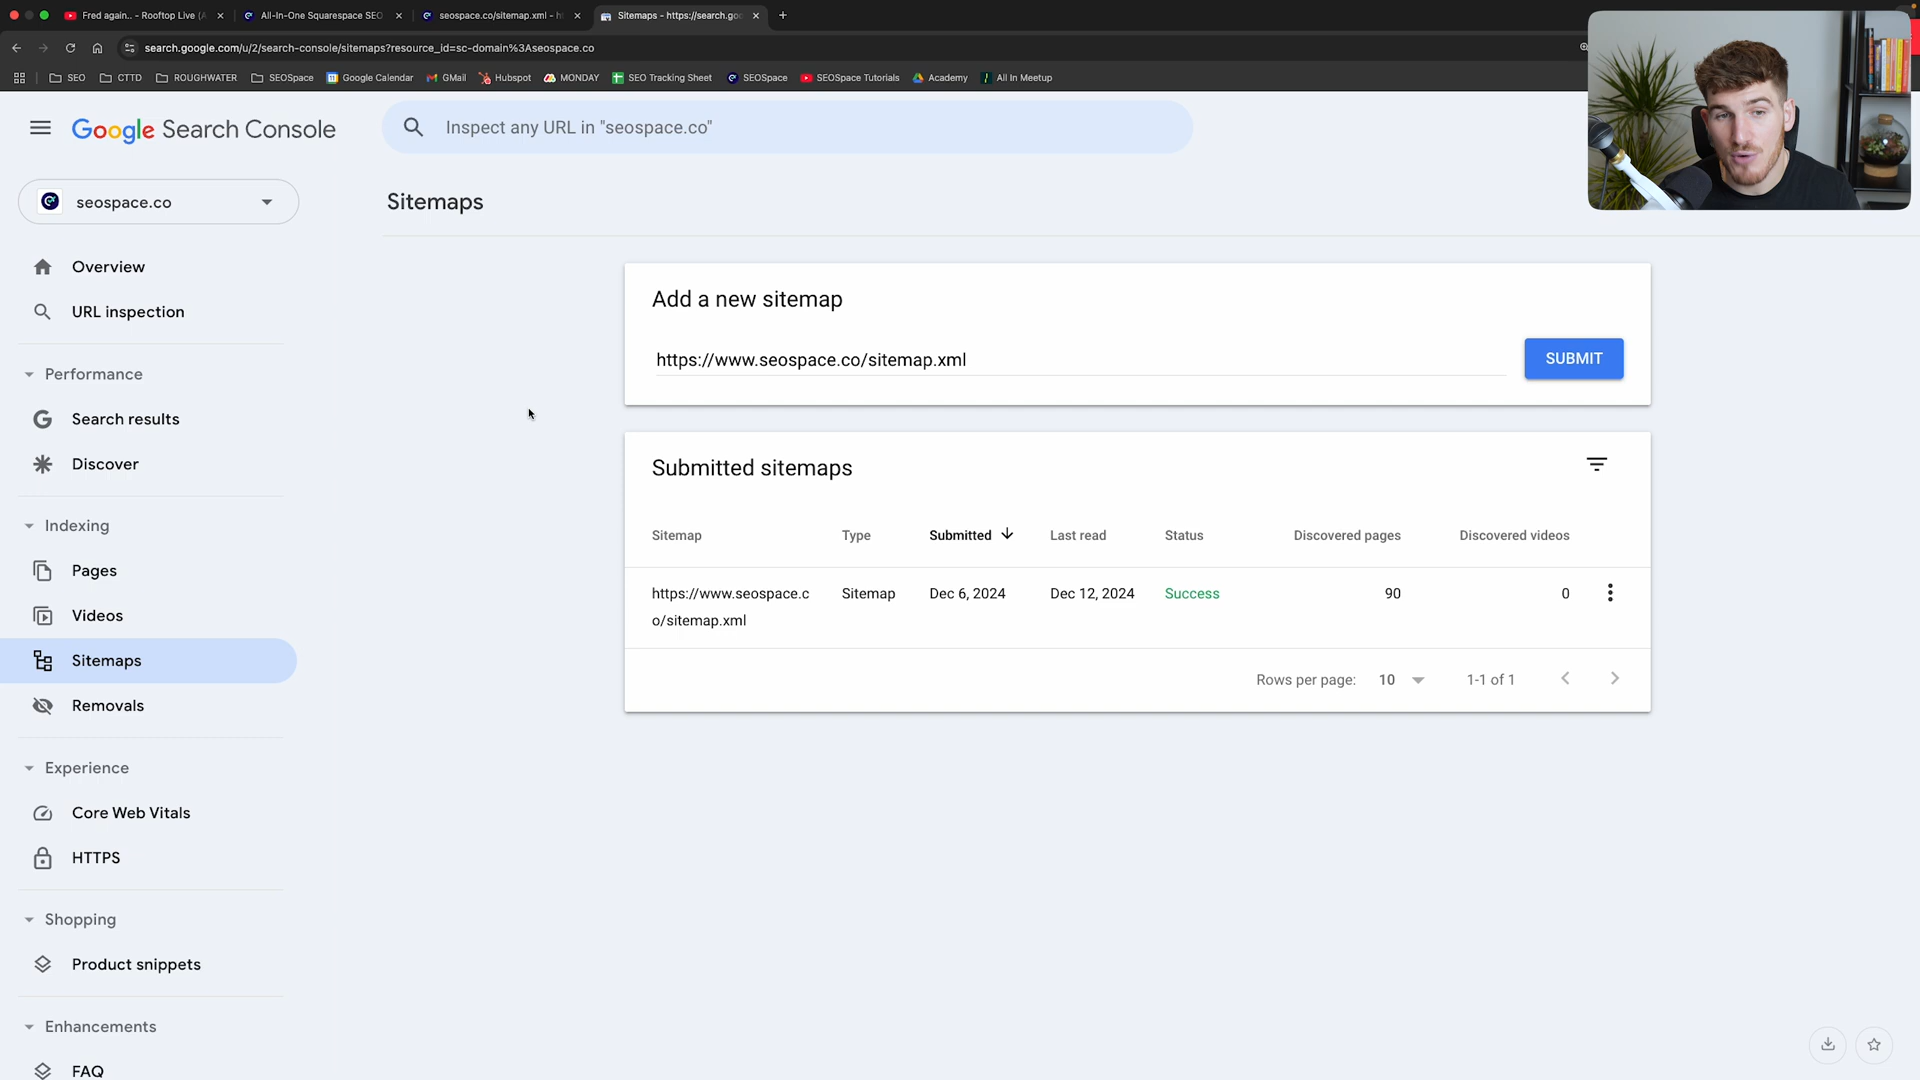 Fred again.. - Rooftop Live (A
All-In-One Squarespace SEO
seospace.co/sitemap.xml - h
Sitemaps - https://search.goo
search.google.com/u/2/search-console/sitemaps?resource_id=sc-domain%3Aseospace.co
SEO
CTTD
ROUGHWATER
SEOSpace
Google Calendar
GMail
Hubspot
MONDAY
SEO Tracking Sheet
SEOSpace
SEOSpace Tutorials
Academy
All In Meetup
Google Search Console
Inspect any URL in "seospace.co"
seospace.co
Overview
URL inspection
Performance
Search results
Discover
Indexing
Pages
Videos
Sitemaps
Removals
Experience
Core Web Vitals
HTTPS
Shopping
Product snippets
Enhancements
FAQ
Sitemaps
Add a new sitemap
https://www.seospace.co/sitemap.xml
SUBMIT
Submitted sitemaps
Sitemap Type Submitted Last read Status Discovered pages Discovered videos
https://www.seospace.c Sitemap Dec 6, 2024 Dec 12, 2024 Success 90 0
o/sitemap.xml
Rows per page: 10 1-1 of 1